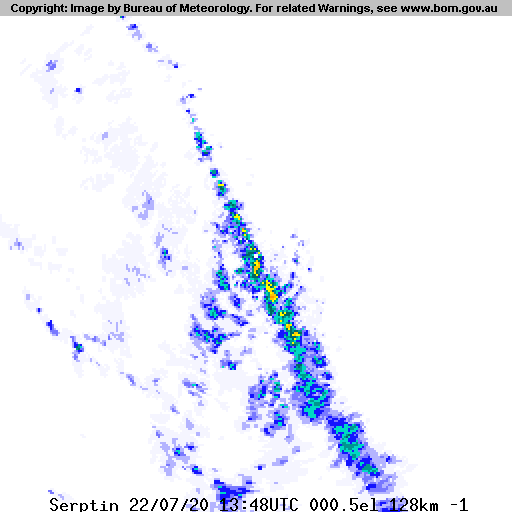 Copyright: Image by Bureau of Meteorology. For related Warnings, see www.bom.gov.au
Serptin 22/07/20 13:48UTC 000.5el 128km -1